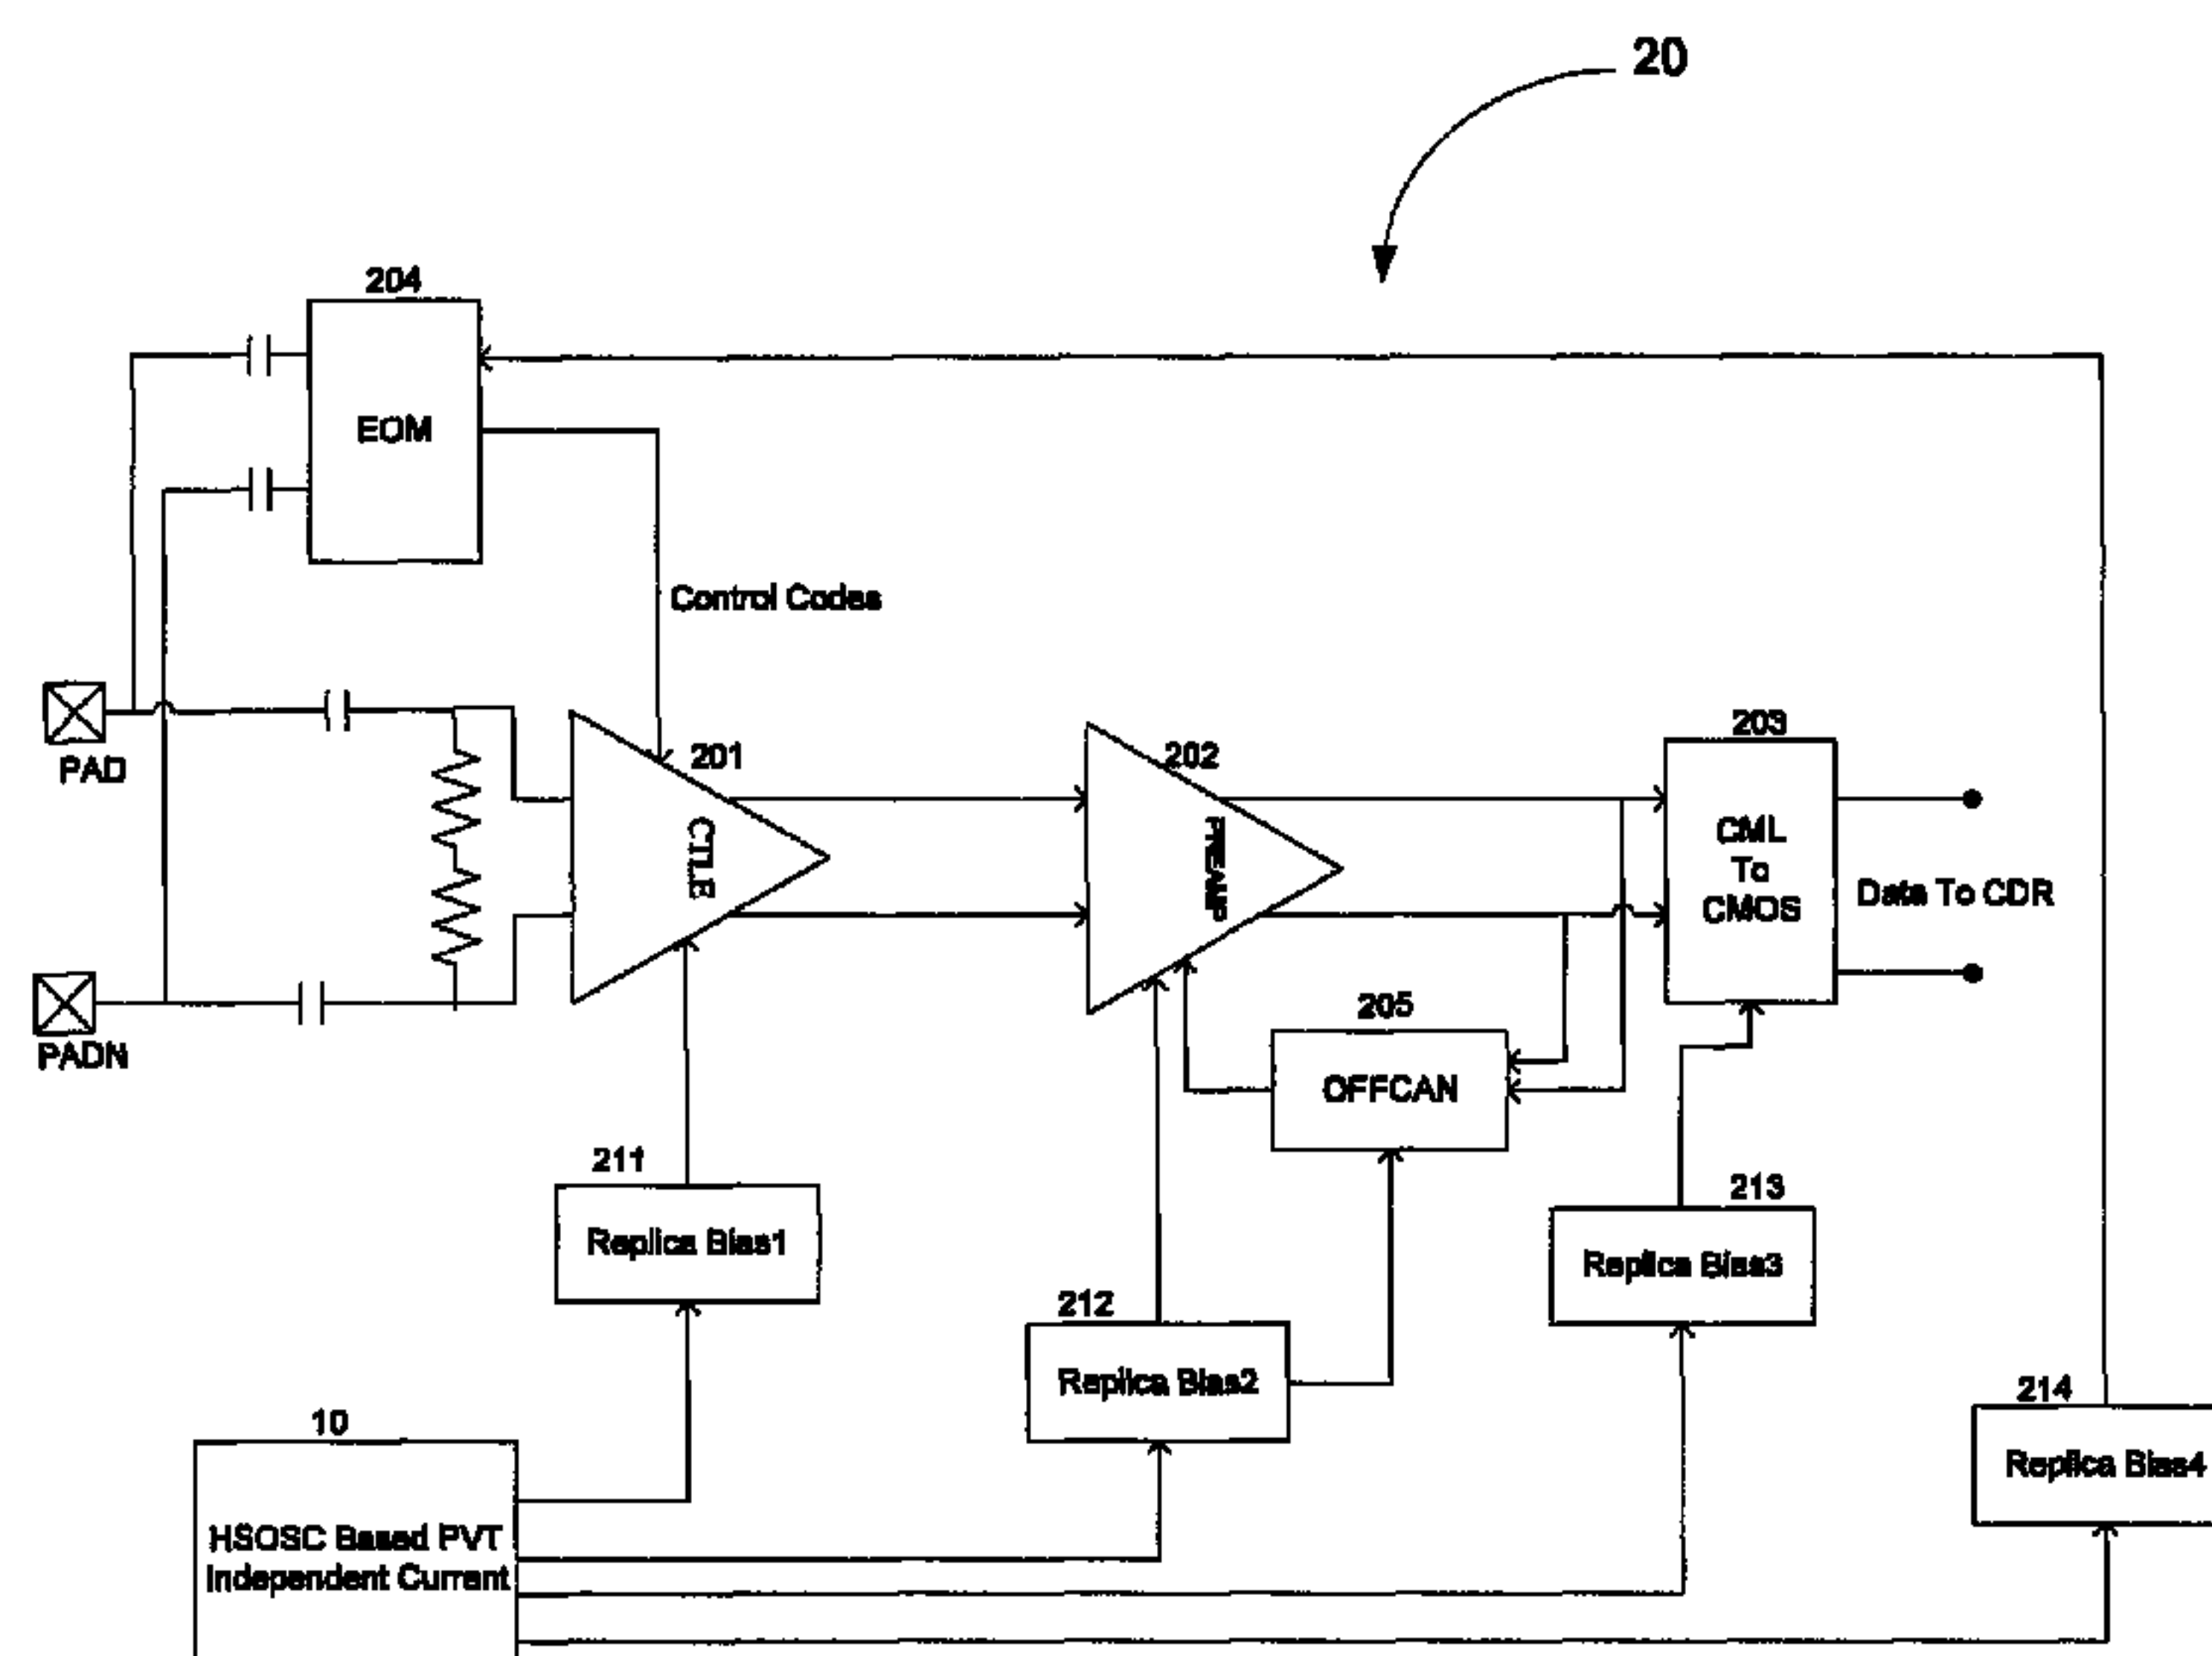 20
204
EOM
Control Codes
PAD
201
CTLE
202
PREAMP
203
CML
To
CMOS
Data To CDR
PADN
205
OFFCAN
211
Replica Bias1
213
Replica Bias3
212
Replica Bias2
214
Replica Bias4
10
HSOSC Based PVT
Independent Current